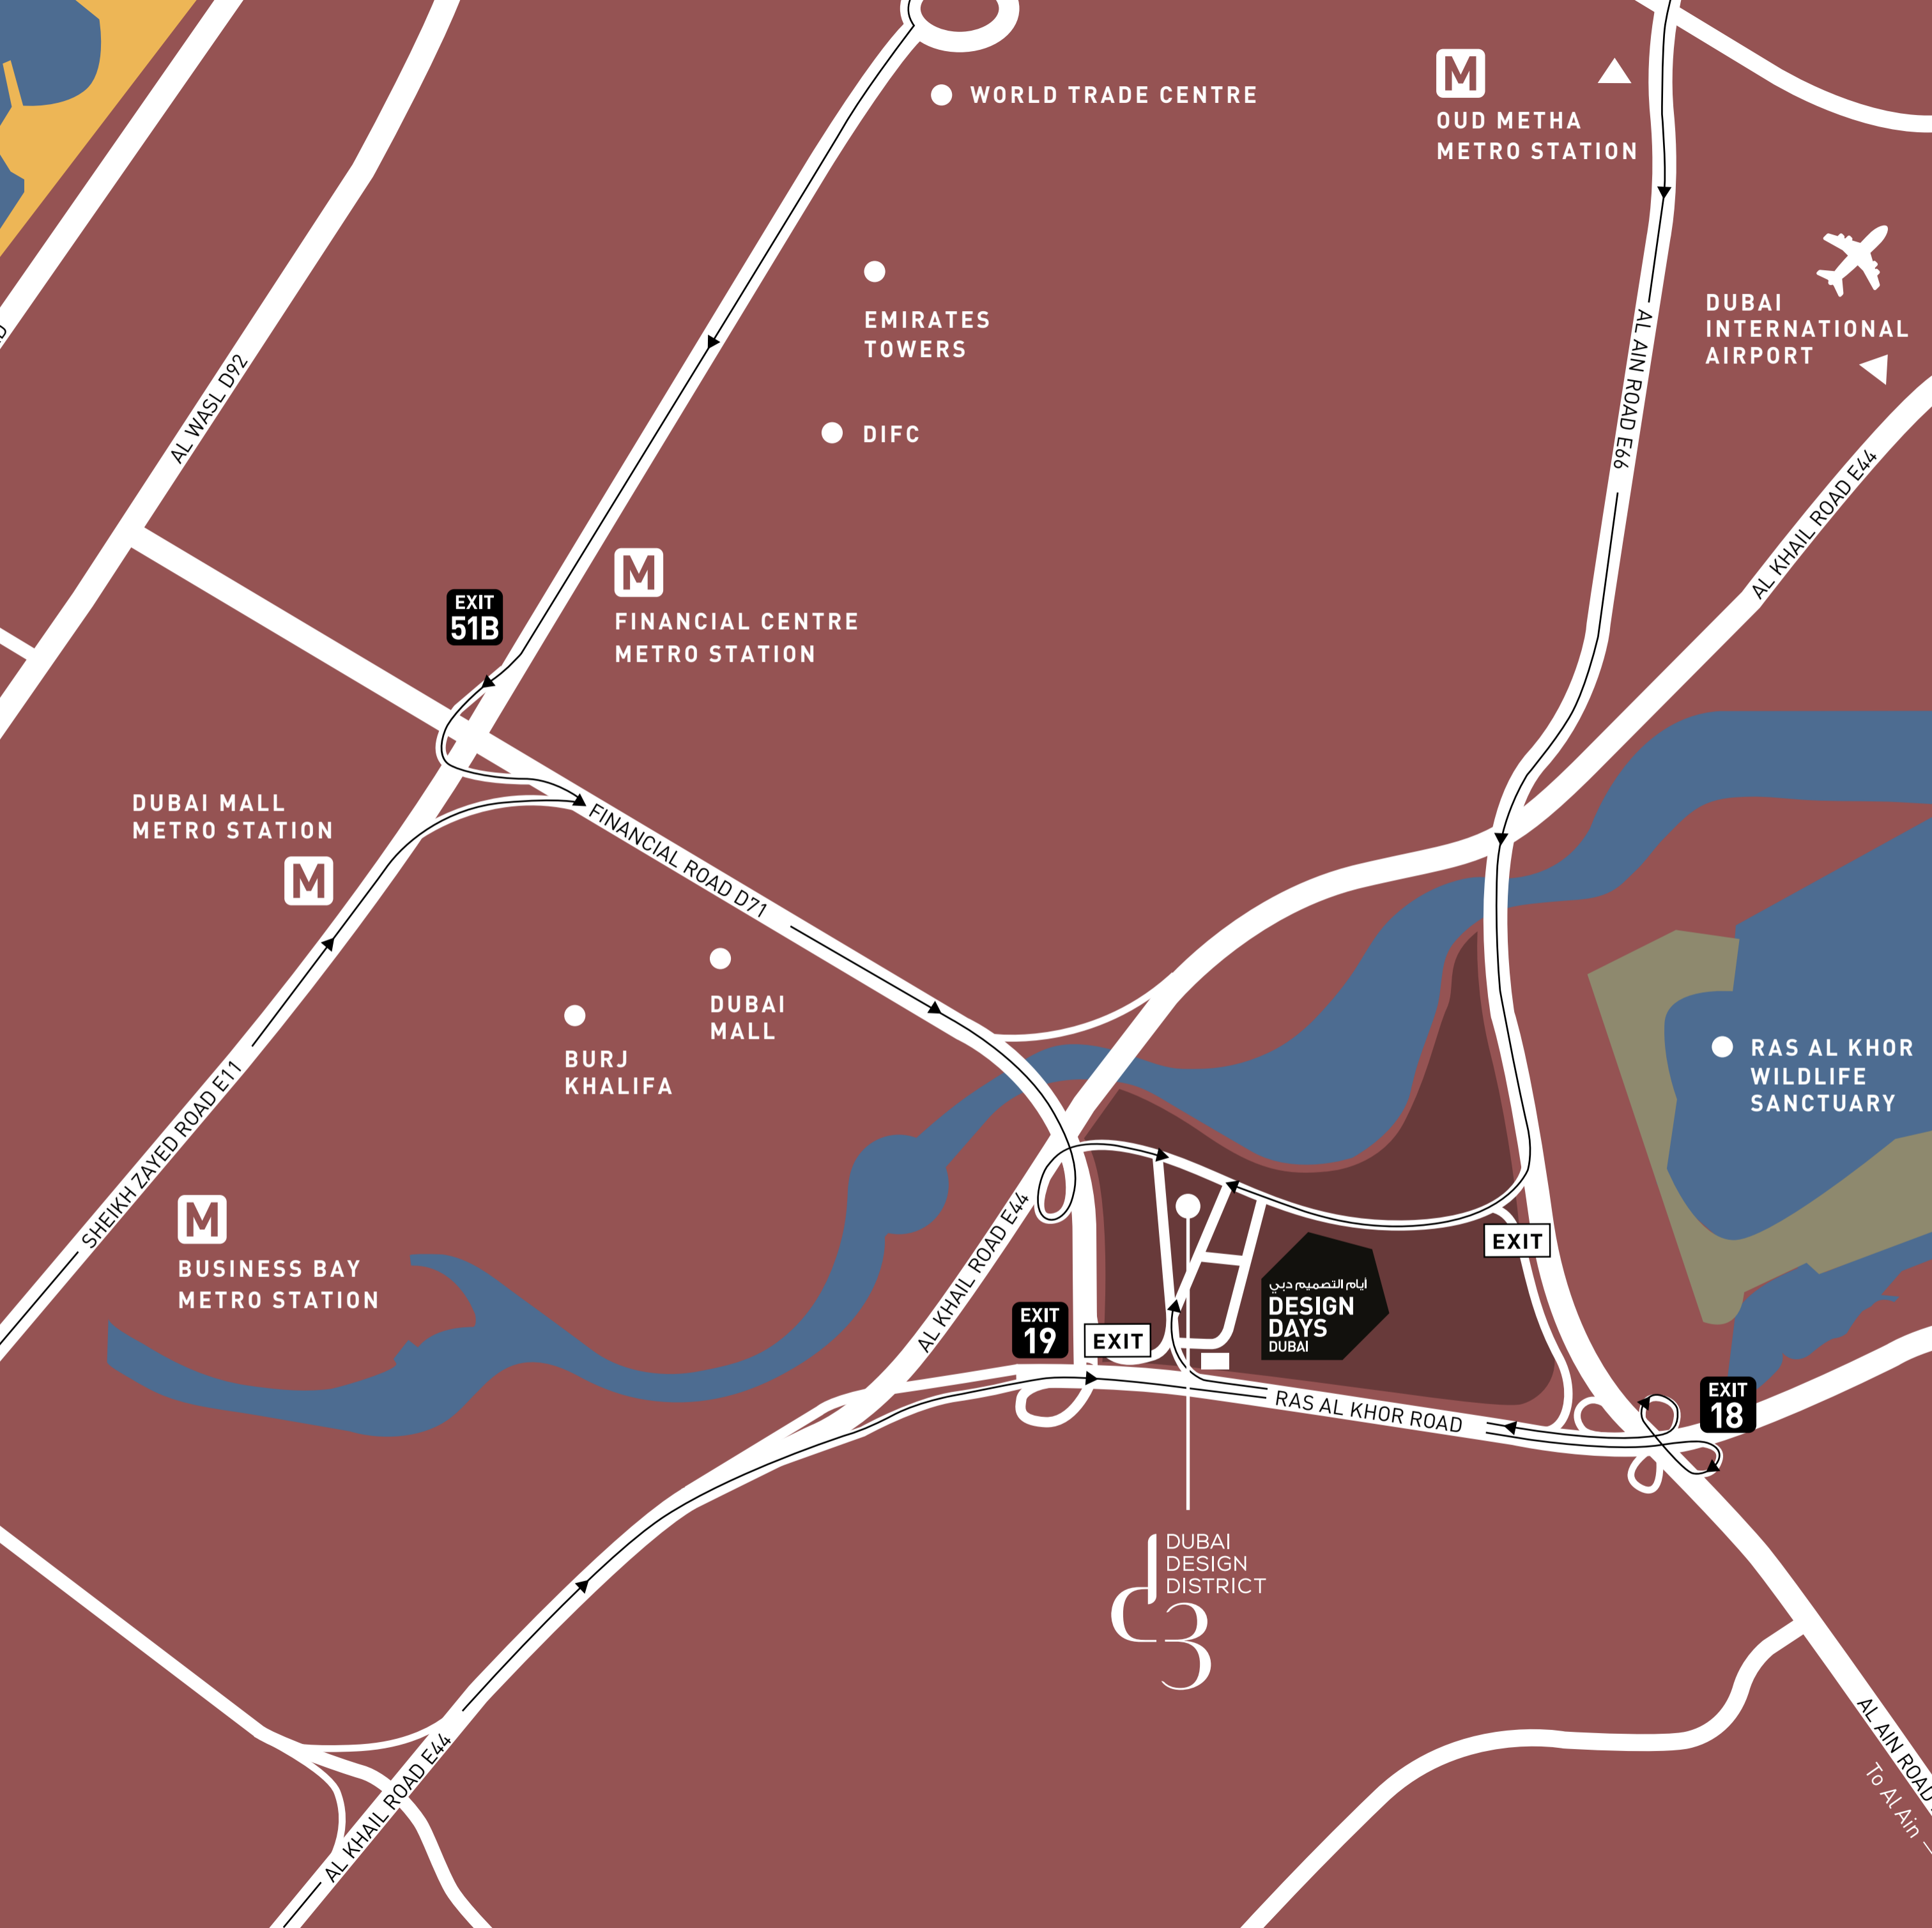 WORLD TRADE CENTRE
M
OUD METHA
METRO STATION
DUBAI
INTERNATIONAL
AIRPORT
EMIRATES
TOWERS
DIFC
AL WASL D92
AL AIN ROAD E66
AL KHAIL ROAD E44
M
FINANCIAL CENTRE
METRO STATION
EXIT
51B
DUBAI MALL
METRO STATION
M
FINANCIAL ROAD D71
DUBAI
MALL
BURJ
KHALIFA
RAS AL KHOR
WILDLIFE
SANCTUARY
SHEIKH ZAYED ROAD E11
M
BUSINESS BAY
METRO STATION
AL KHAIL ROAD E44
EXIT
أيام التصميم دبي
DESIGN
DAYS
DUBAI
EXIT
19
EXIT
RAS AL KHOR ROAD
EXIT
18
DUBAI
DESIGN
DISTRICT
d3
AL KHAIL ROAD E44
AL AIN ROAD
To Al Ain